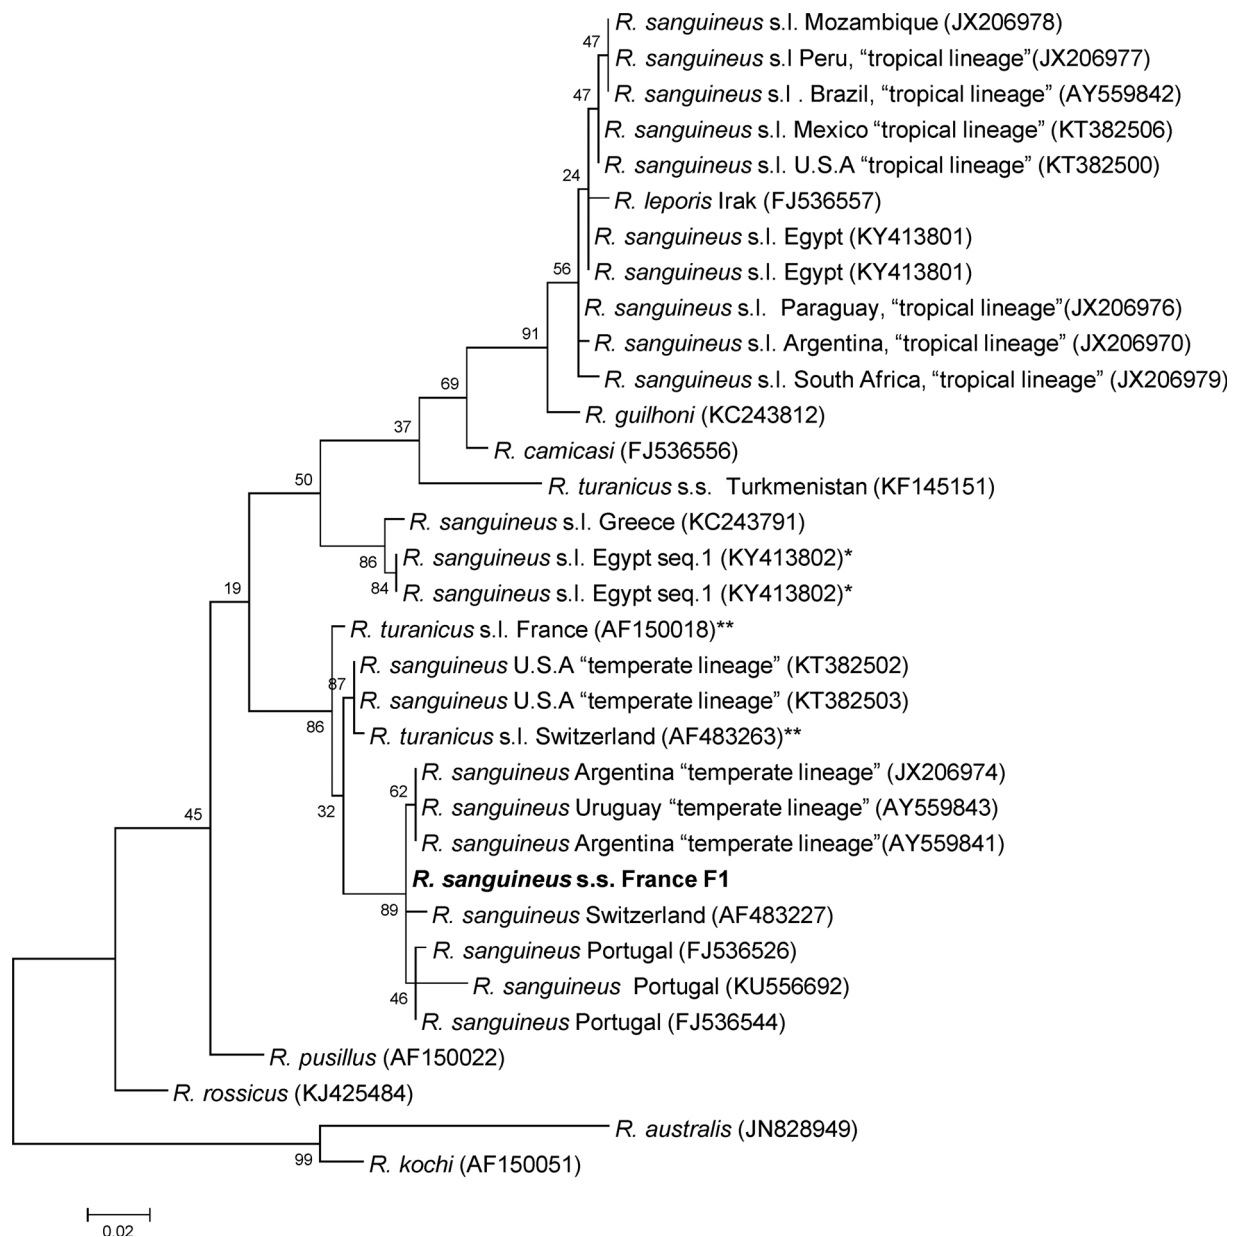 R. sanguineus s.l. Mozambique (JX206978)
47
R. sanguineus s.l Peru, “tropical lineage”(JX206977)
47
R. sanguineus s.l . Brazil, “tropical lineage” (AY559842)
R. sanguineus s.l. Mexico “tropical lineage” (KT382506)
R. sanguineus s.l. U.S.A “tropical lineage” (KT382500)
24
R. leporis Irak (FJ536557)
R. sanguineus s.l. Egypt (KY413801)
56
R. sanguineus s.l. Egypt (KY413801)
R. sanguineus s.l. Paraguay, “tropical lineage”(JX206976)
91
R. sanguineus s.l. Argentina, “tropical lineage” (JX206970)
69
R. sanguineus s.l. South Africa, “tropical lineage” (JX206979)
R. guilhoni (KC243812)
37
R. camicasi (FJ536556)
50
R. turanicus s.s. Turkmenistan (KF145151)
R. sanguineus s.l. Greece (KC243791)
86
R. sanguineus s.l. Egypt seq.1 (KY413802)*
84
R. sanguineus s.l. Egypt seq.1 (KY413802)*
19
R. turanicus s.l. France (AF150018)**
R. sanguineus U.S.A “temperate lineage” (KT382502)
87
R. sanguineus U.S.A “temperate lineage” (KT382503)
86
R. turanicus s.l. Switzerland (AF483263)**
R. sanguineus Argentina “temperate lineage” (JX206974)
62
R. sanguineus Uruguay “temperate lineage” (AY559843)
45
32
R. sanguineus Argentina “temperate lineage”(AY559841)
R. sanguineus s.s. France F1
89
R. sanguineus Switzerland (AF483227)
R. sanguineus Portugal (FJ536526)
R. sanguineus Portugal (KU556692)
46
R. sanguineus Portugal (FJ536544)
R. pusillus (AF150022)
R. rossicus (KJ425484)
R. australis (JN828949)
99
R. kochi (AF150051)
0.02